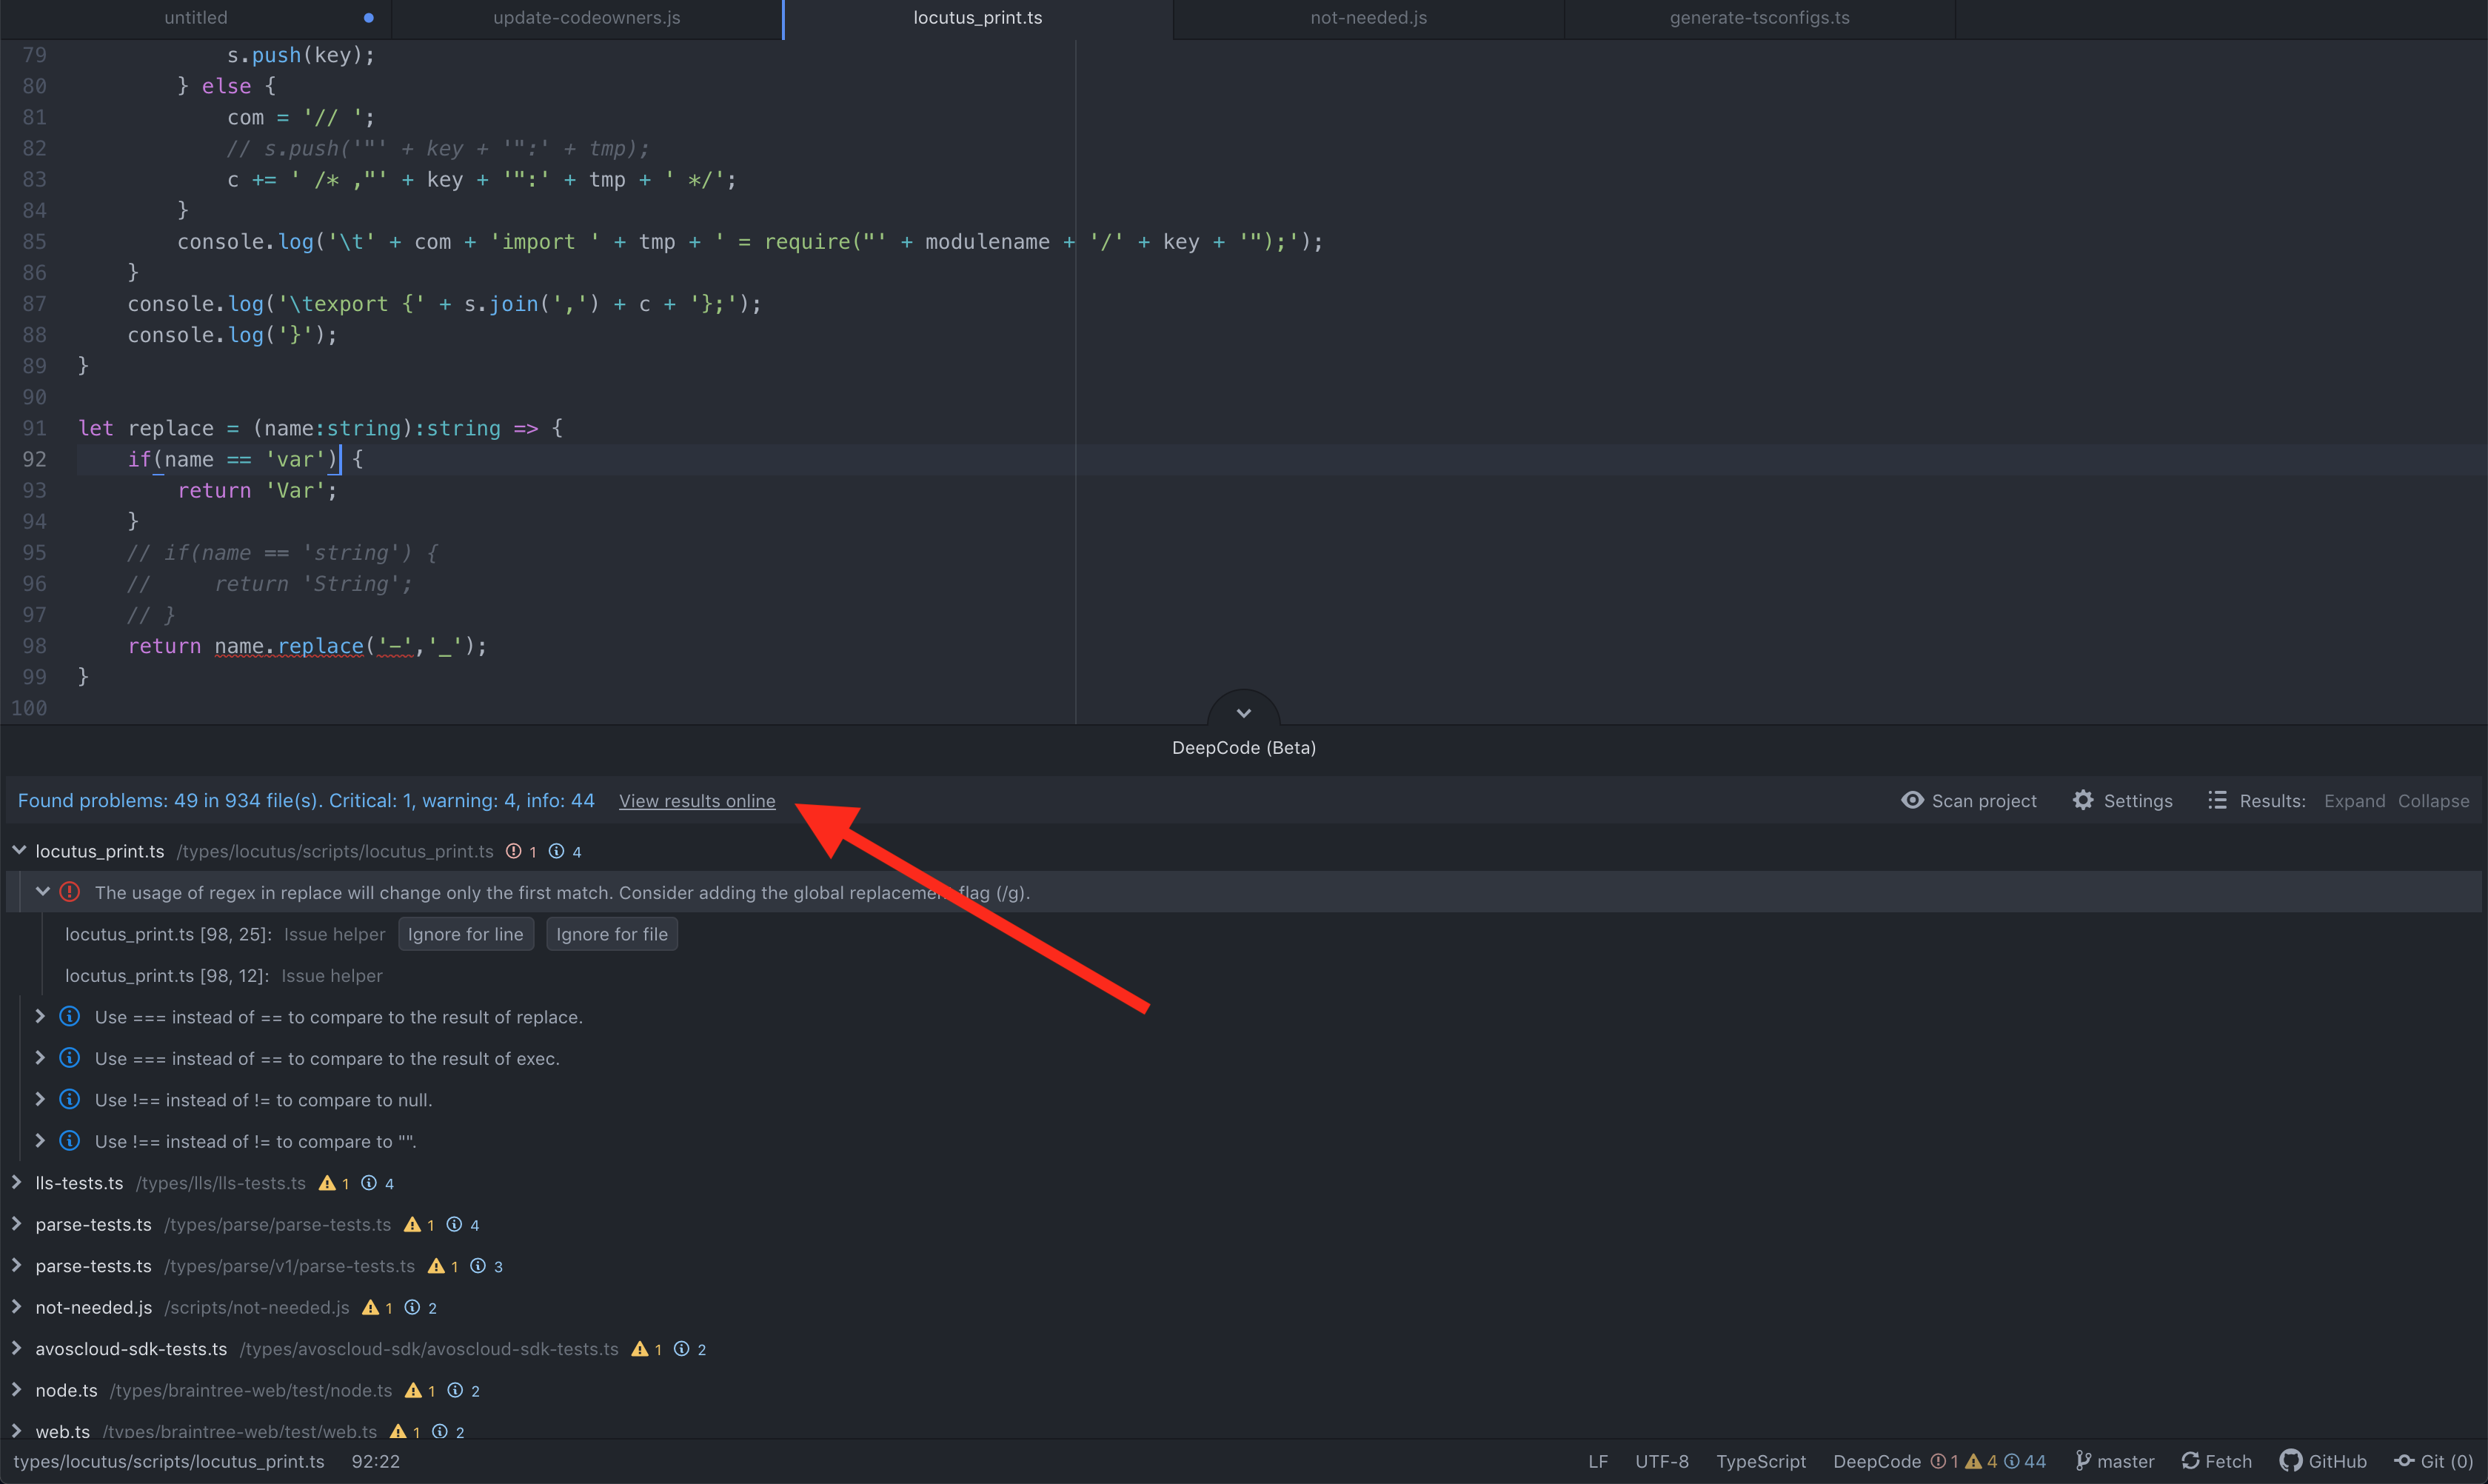 untitled update-codeowners.js locutus_print.ts not-needed.js generate-tsconfigs.ts
79 s.push(key);
80 } else {
81 com = '// ';
82 // s.push('"' + key + '":' + tmp);
83 c += ' /* ,"' + key + '":' + tmp + ' */';
84 }
85 console.log('\t' + com + 'import ' + tmp + ' = require("' + modulename + '/' + key + '");');
86 }
87 console.log('\texport {' + s.join(',') + c + '};');
88 console.log('}');
89 }
90
91 let replace = (name:string):string => {
92 if(name == 'var') {
93 return 'Var';
94 }
95 // if(name == 'string') {
96 // return 'String';
97 // }
98 return name.replace('-','_');
99 }
100
DeepCode (Beta)
Found problems: 49 in 934 file(s). Critical: 1, warning: 4, info: 44 View results online Scan project Settings Results: Expand Collapse
locutus_print.ts /types/locutus/scripts/locutus_print.ts 1 4
The usage of regex in replace will change only the first match. Consider adding the global replacement flag (/g).
locutus_print.ts [98, 25]: Issue helper Ignore for line Ignore for file
locutus_print.ts [98, 12]: Issue helper
Use === instead of == to compare to the result of replace.
Use === instead of == to compare to the result of exec.
Use !== instead of != to compare to null.
Use !== instead of != to compare to "".
lls-tests.ts /types/lls/lls-tests.ts 1 4
parse-tests.ts /types/parse/parse-tests.ts 1 4
parse-tests.ts /types/parse/v1/parse-tests.ts 1 3
not-needed.js /scripts/not-needed.js 1 2
avoscloud-sdk-tests.ts /types/avoscloud-sdk/avoscloud-sdk-tests.ts 1 2
node.ts /types/braintree-web/test/node.ts 1 2
web.ts /types/braintree-web/test/web.ts 1 2
types/locutus/scripts/locutus_print.ts 92:22 LF UTF-8 TypeScript DeepCode 1 4 44 master Fetch GitHub Git (0)